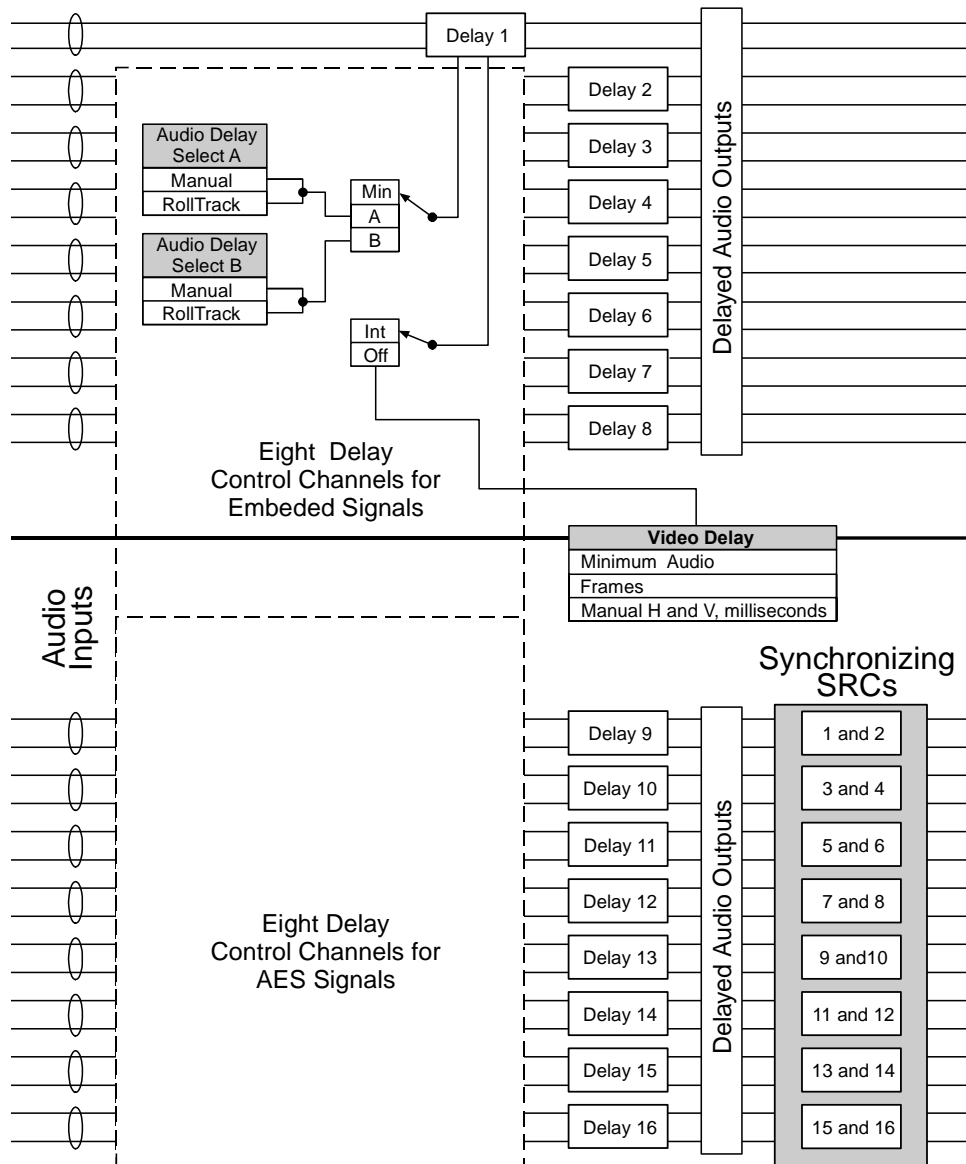 Delay 1
Delay 2
Audio Delay
Select A
Manual
RollTrack
Delay 3
Min
A
B
Delay 4
Audio Delay
Select B
Manual
RollTrack
Delay 5
Int
Off
Delay 6
Delay 7
Delay 8
Delayed Audio Outputs
Eight Delay
Control Channels for
Embeded Signals
Video Delay
Minimum Audio
Frames
Manual H and V, milliseconds
Audio
Inputs
Synchronizing
SRCs
Delay 9
1 and 2
Delay 10
3 and 4
Delay 11
5 and 6
Delay 12
7 and 8
Eight Delay
Control Channels for
AES Signals
Delay 13
9 and10
Delay 14
11 and 12
Delay 15
13 and 14
Delay 16
15 and 16
Delayed Audio Outputs